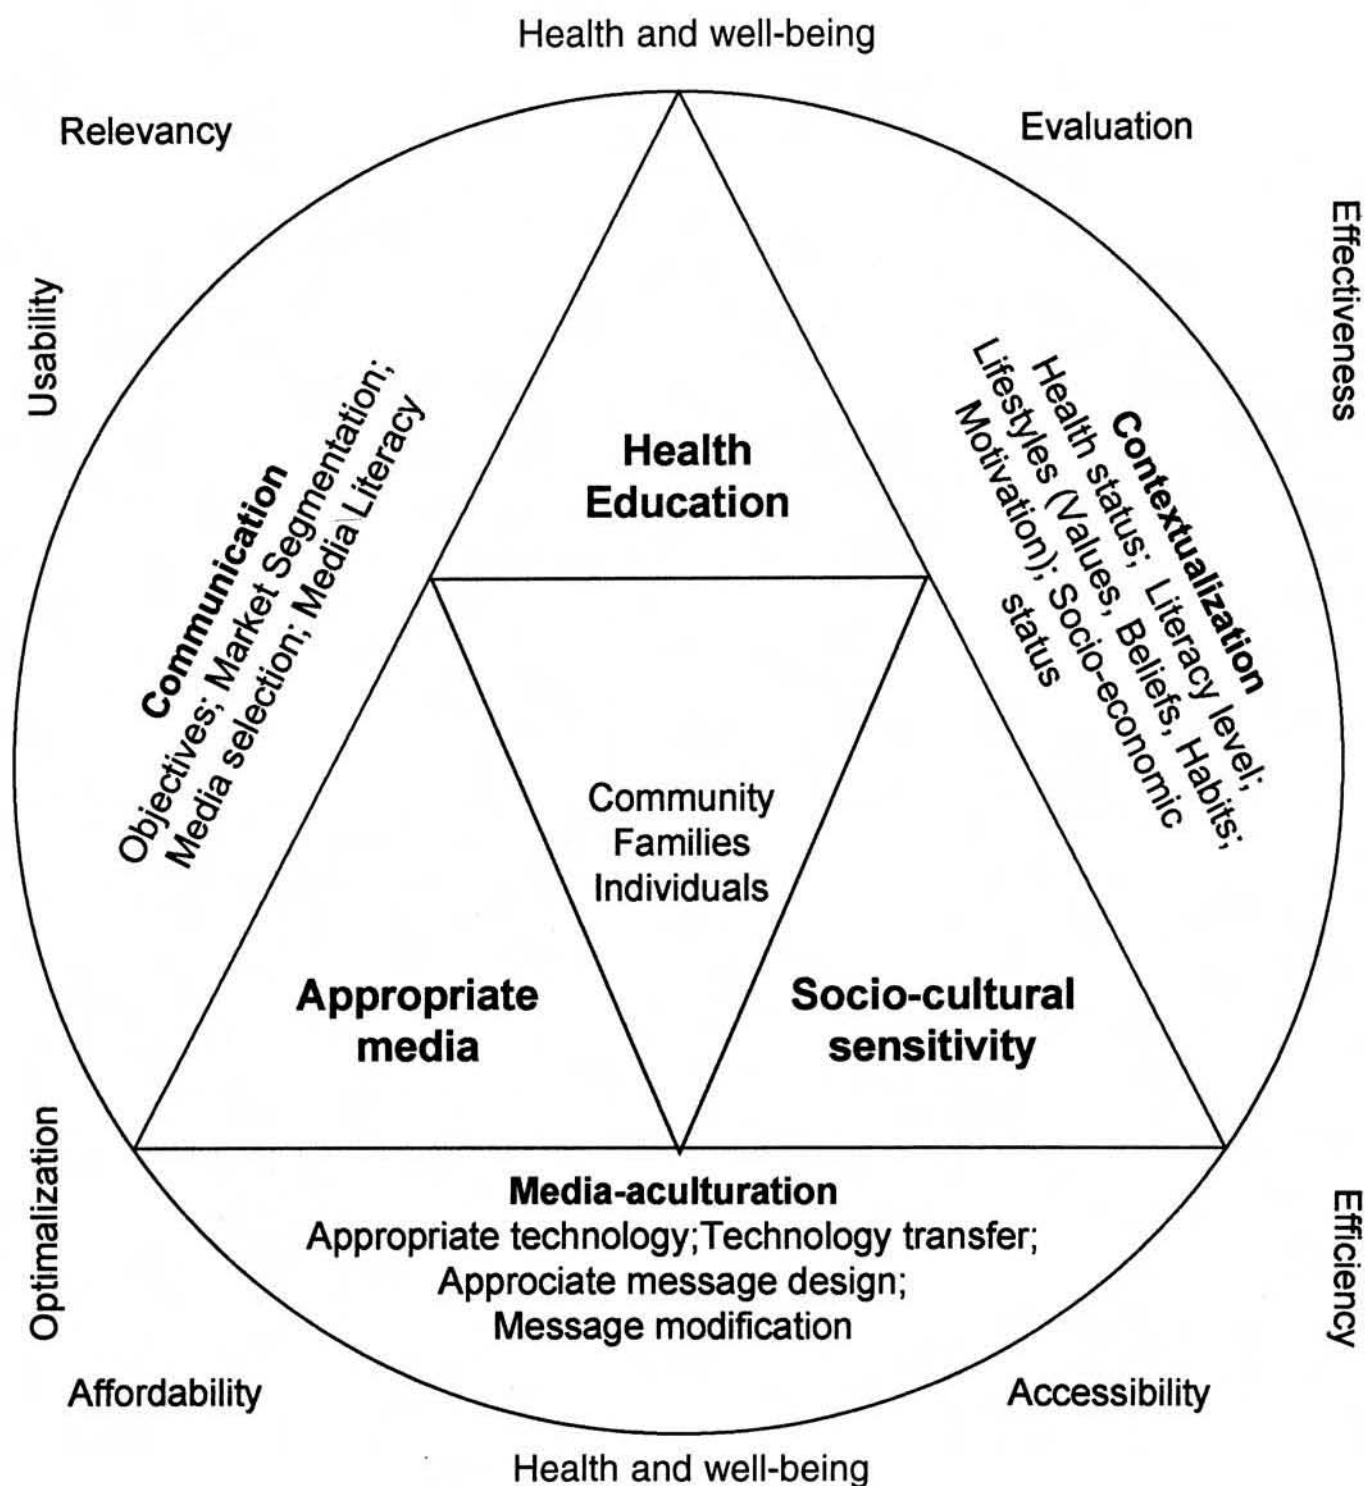 Health and well-being
Relevancy
Evaluation
Usability
Effectiveness
Communication
Objectives; Market Segmentation;
Media selection; Media Literacy
Health
Education
Contextualization
Health status; Literacy level;
Lifestyles (Values, Beliefs, Habits;
Motivation); Socio-economic
status
Community
Families
Individuals
Appropriate
media
Socio-cultural
sensitivity
Media-aculturation
Appropriate technology;Technology transfer;
Approciate message design;
Message modification
Optimalization
Efficiency
Affordability
Accessibility
Health and well-being